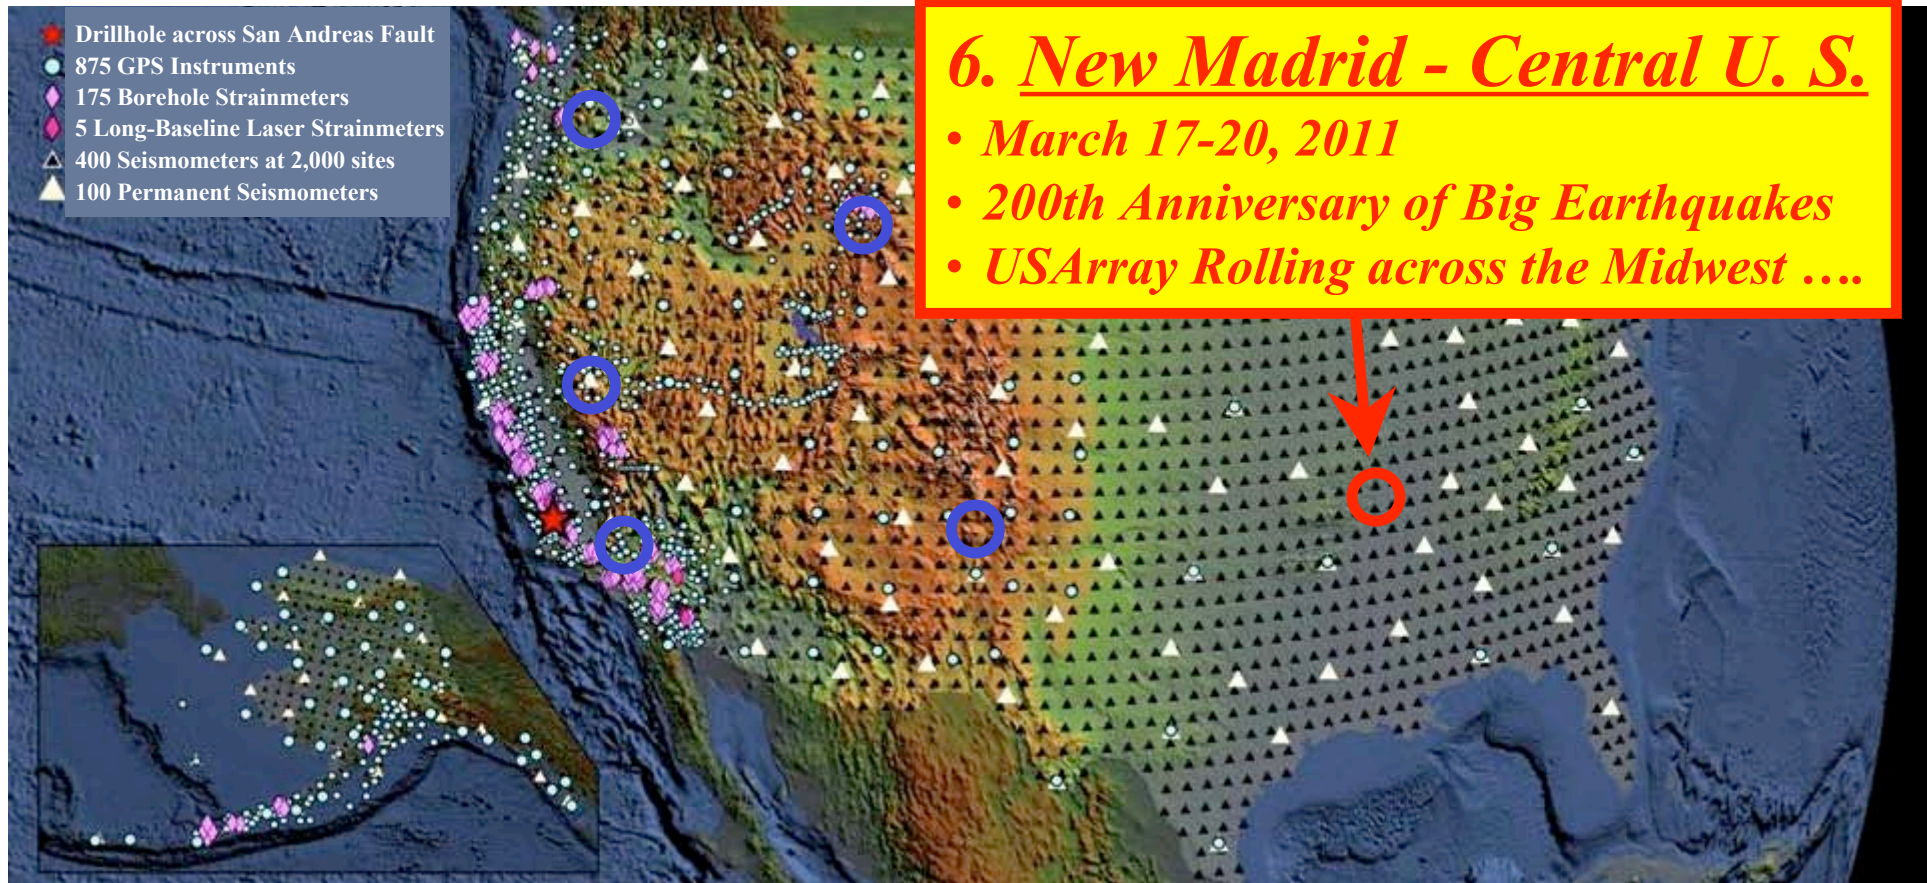 Drillhole across San Andreas Fault
875 GPS Instruments
175 Borehole Strainmeters
5 Long-Baseline Laser Strainmeters
400 Seismometers at 2,000 sites
100 Permanent Seismometers
6. New Madrid - Central U. S.
• March 17-20, 2011
• 200th Anniversary of Big Earthquakes
• USArray Rolling across the Midwest ….